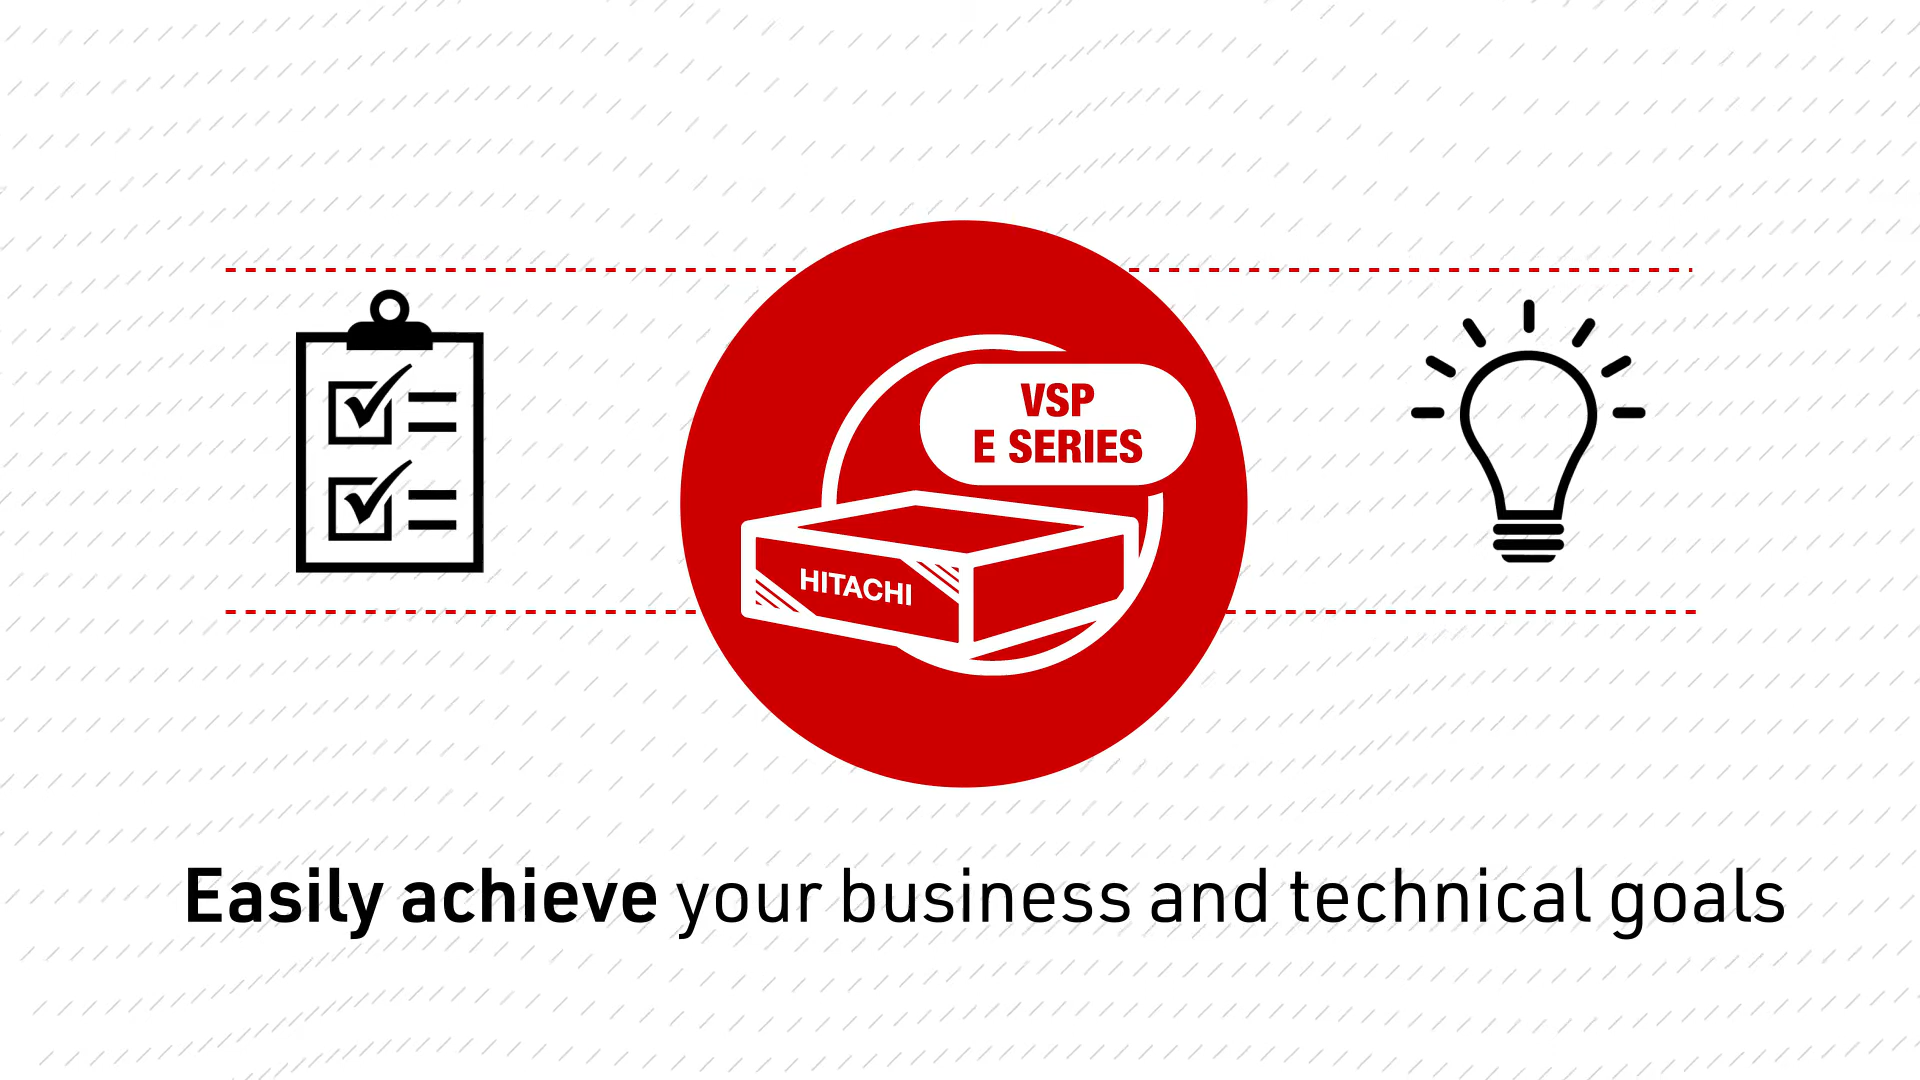 VSP
E SERIES
HITACHI
Easily achieve your business and technical goals